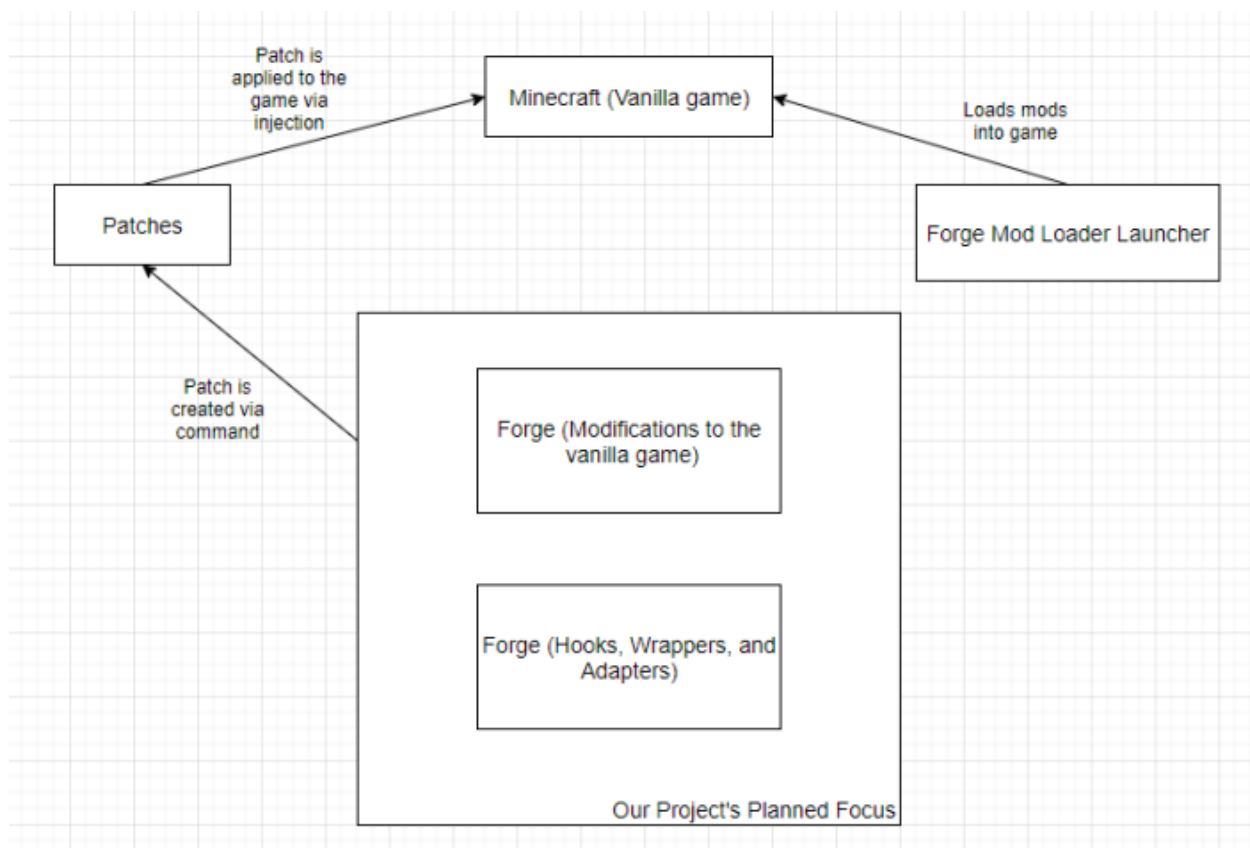 Patch is
applied to the
game via
injection
Minecraft (Vanilla game)
Loads mods
into game
Patches
Forge Mod Loader Launcher
Patch is
created via
command
Forge (Modifications to the
vanilla game)
Forge (Hooks, Wrappers, and
Adapters)
Our Project's Planned Focus